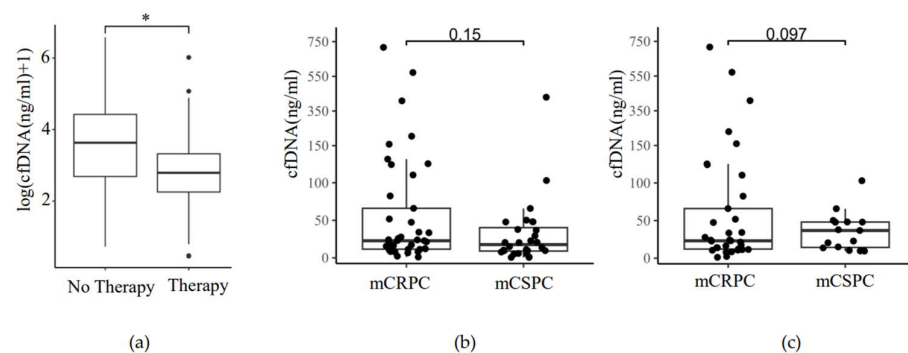 *
log(cfDNA(ng/ml)+1)
6
4
2
No Therapy Therapy
(a)
0.15
cfDNA(ng/ml)
750
550
350
150
100
50
0
mCRPC mCSPC
(b)
0.097
cfDNA(ng/ml)
750
550
350
150
100
50
0
mCRPC mCSPC
(c)